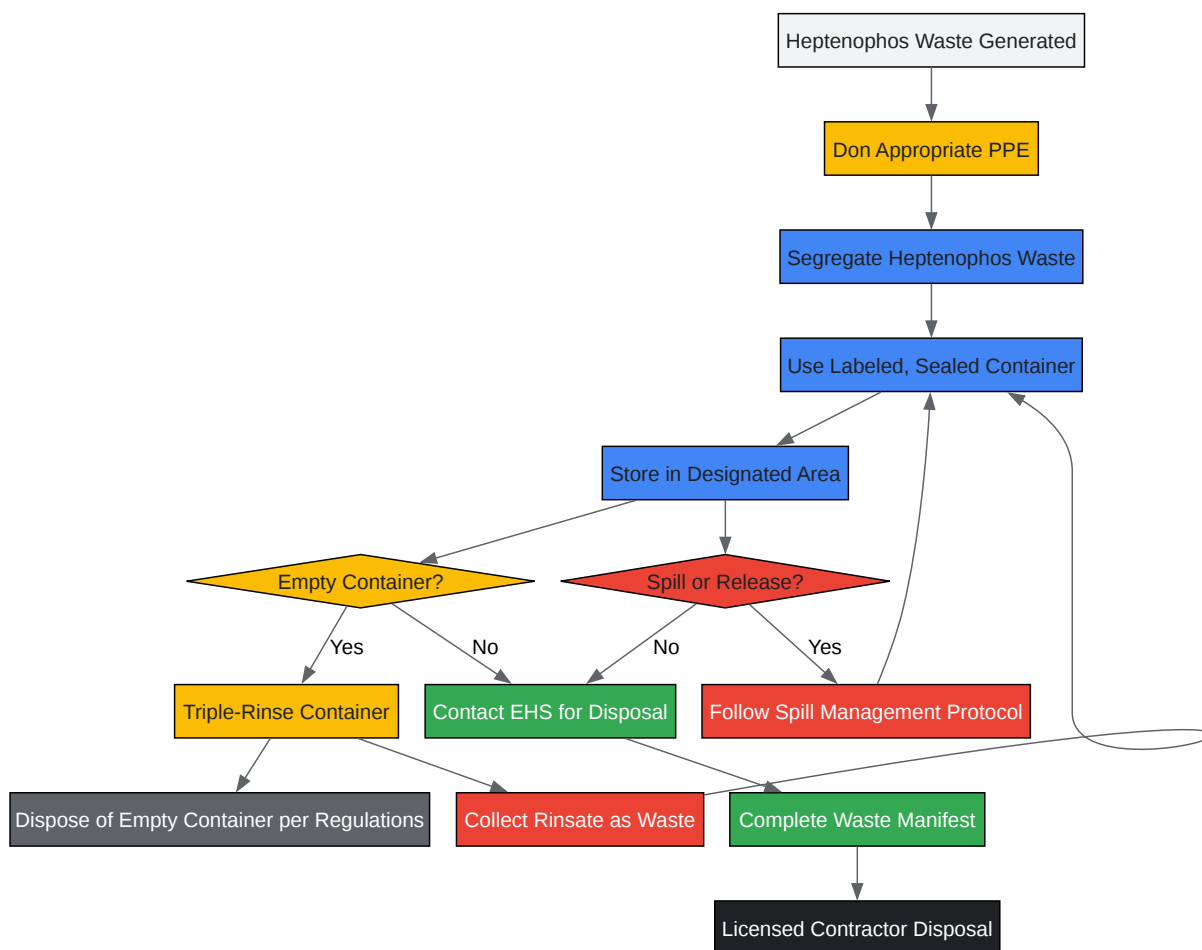 Heptenophos Waste Generated
Don Appropriate PPE
Segregate Heptenophos Waste
Use Labeled, Sealed Container
Store in Designated Area
Empty Container?
Spill or Release?
Yes
No
No
Yes
Triple-Rinse Container
Contact EHS for Disposal
Follow Spill Management Protocol
Dispose of Empty Container per Regulations
Collect Rinsate as Waste
Complete Waste Manifest
Licensed Contractor Disposal